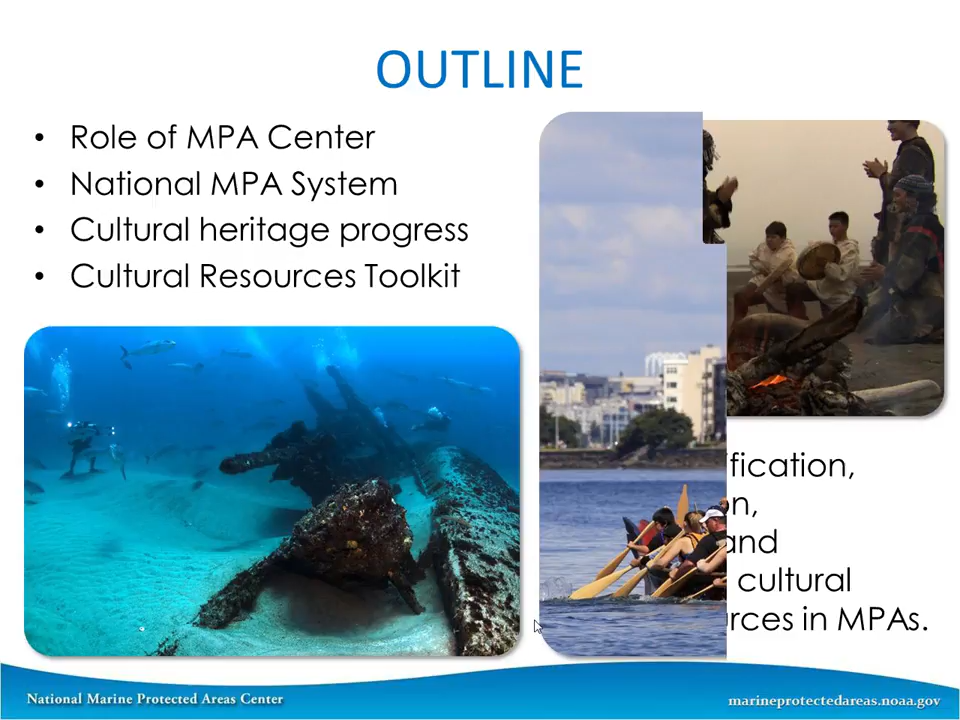 OUTLINE
• Role of MPA Center
• National MPA System
• Cultural heritage progress
• Cultural Resources Toolkit
and
cultural
in MPAs.
National Marine Protected Areas Center
marineprotectedareas.noaa.gov